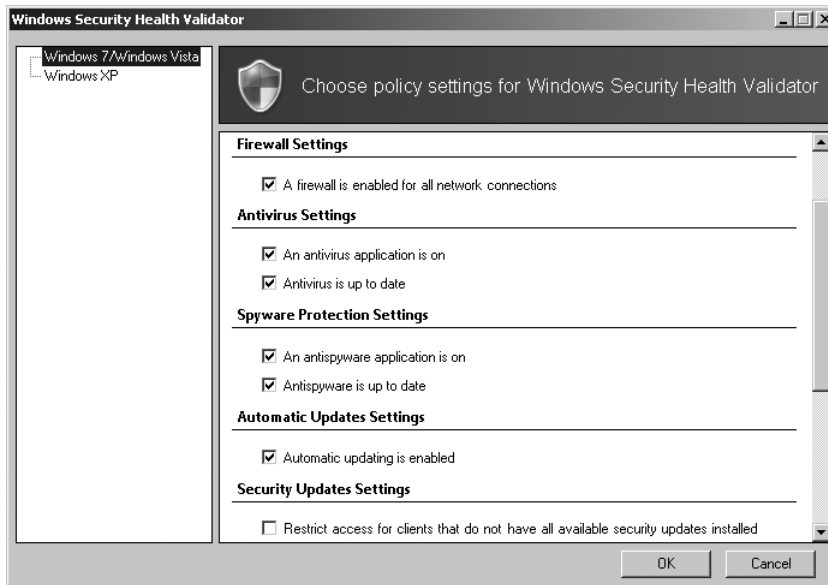 Windows Security Health Validator
Windows 7/Windows Vista
Windows XP
Choose policy settings for Windows Security Health Validator
Firewall Settings
A firewall is enabled for all network connections
Antivirus Settings
An antivirus application is on
Antivirus is up to date
Spyware Protection Settings
An antispyware application is on
Antispyware is up to date
Automatic Updates Settings
Automatic updating is enabled
Security Updates Settings
Restrict access for clients that do not have all available security updates installed
OK
Cancel